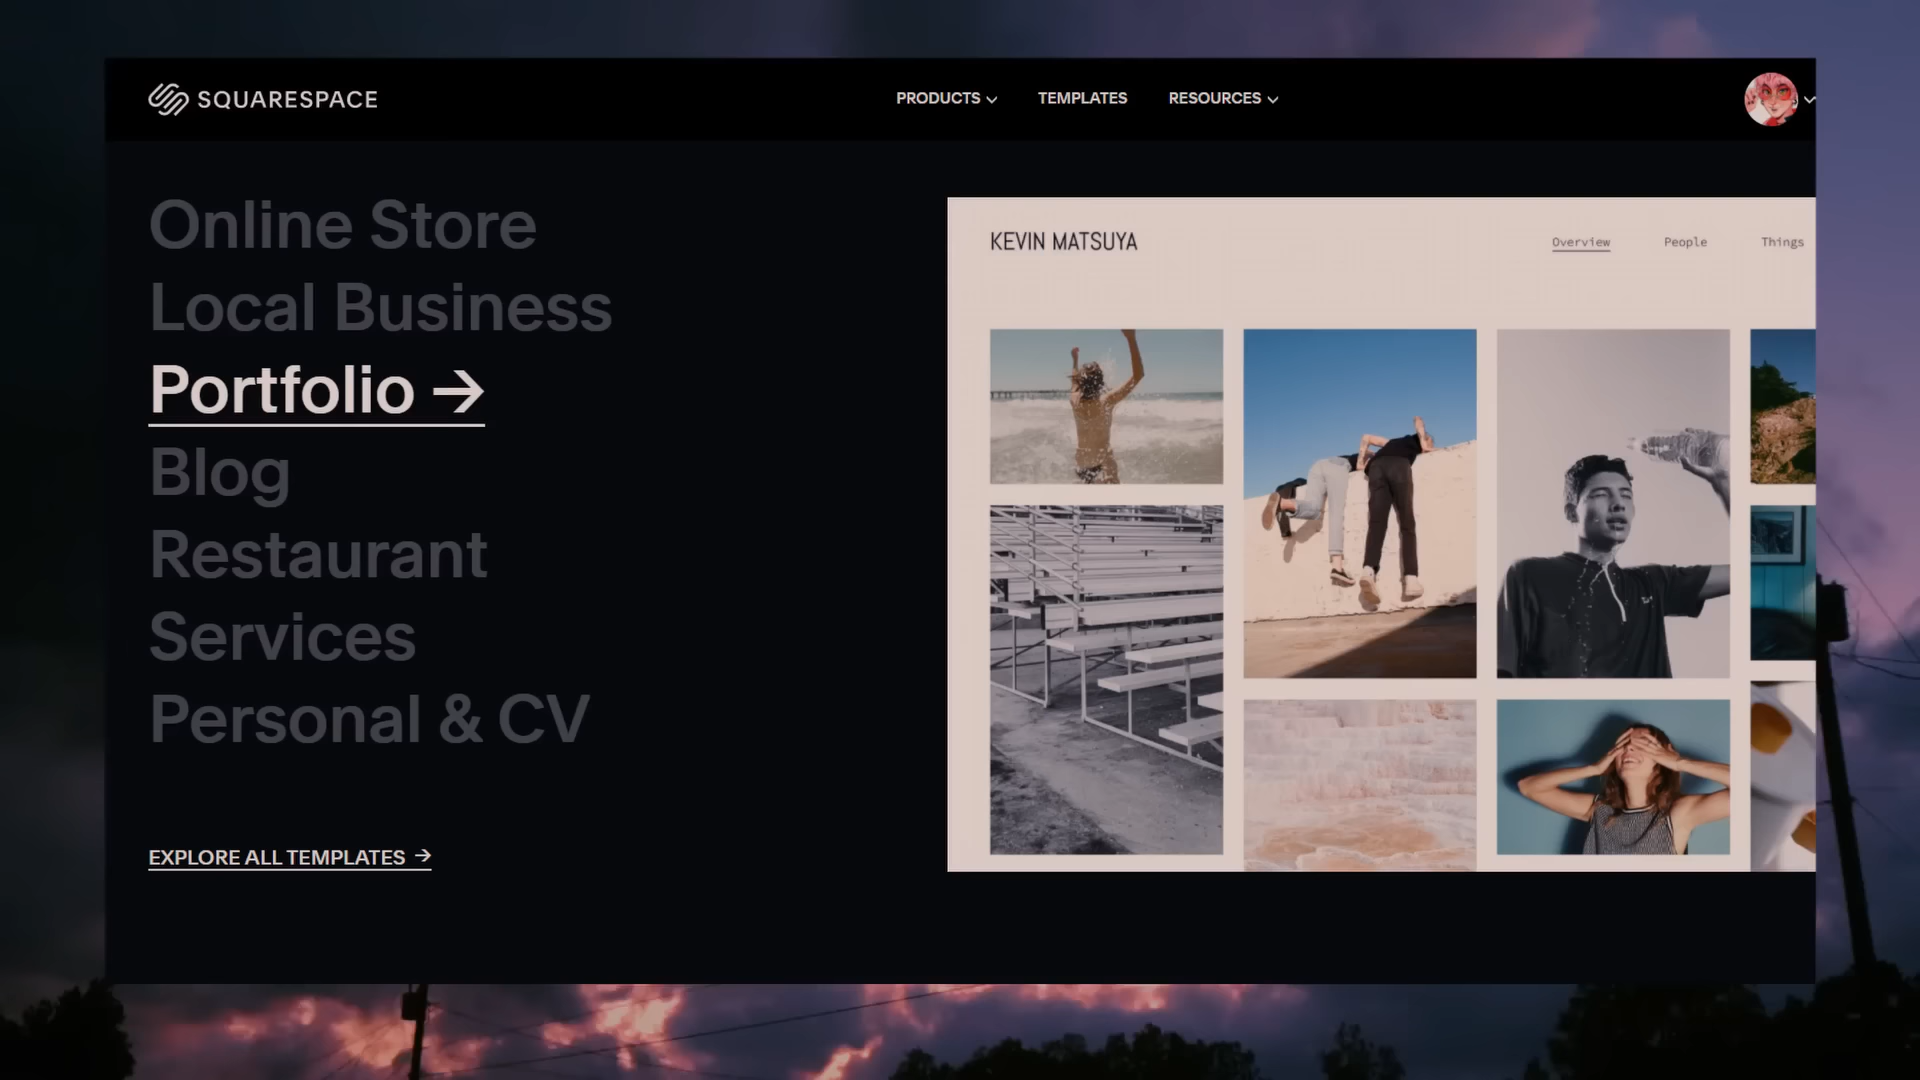 SQUARESPACE
PRODUCTS
TEMPLATES
RESOURCES
Online Store
Local Business
Portfolio →
Blog
Restaurant
Services
Personal & CV
EXPLORE ALL TEMPLATES →
KEVIN MATSUYA
Overview
People
Things